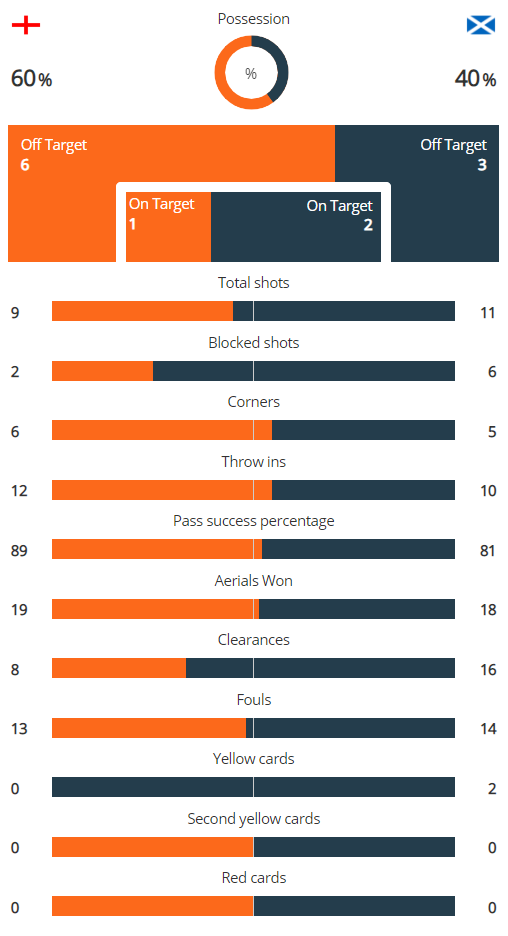 Possession
60%
%
40%
Off Target
6
Off Target
3
On Target
1
On Target
2
Total shots
9
11
Blocked shots
2
6
Corners
6
5
Throw ins
12
10
Pass success percentage
89
81
Aerials Won
19
18
Clearances
8
16
Fouls
13
14
Yellow cards
0
2
Second yellow cards
0
0
Red cards
0
0